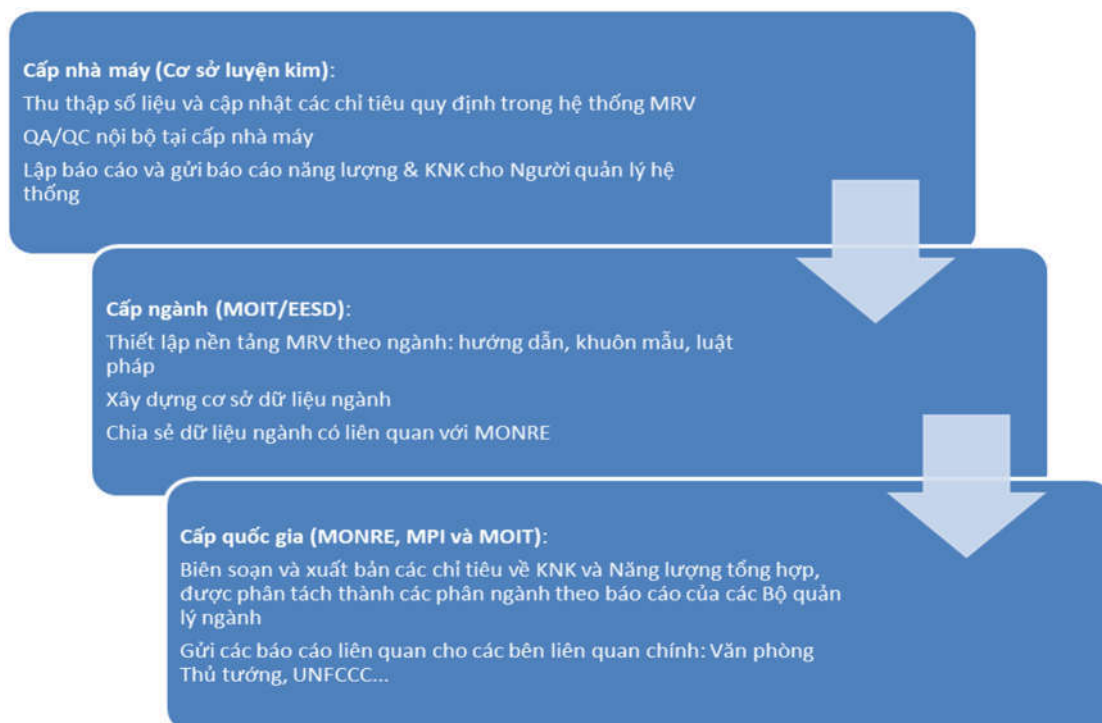 Cấp nhà máy (Cơ sở luyện kim):
Thu thập số liệu và cập nhật các chỉ tiêu quy định trong hệ thống MRV
QA/QC nội bộ tại cấp nhà máy
Lập báo cáo và gửi báo cáo năng lượng & KNK cho Người quản lý hệ
thống
Cấp ngành (MOIT/EESD):
Thiết lập nền tảng MRV theo ngành: hướng dẫn, khuôn mẫu, luật
pháp
Xây dựng cơ sở dữ liệu ngành
Chia sẻ dữ liệu ngành có liên quan với MONRE
Cấp quốc gia (MONRE, MPI và MOIT):
Biên soạn và xuất bản các chỉ tiêu về KNK và Năng lượng tổng hợp,
được phân tách thành các phân ngành theo báo cáo của các Bộ quản
lý ngành
Gửi các báo cáo liên quan cho các bên liên quan chính: Văn phòng
Thủ tướng, UNFCCC...